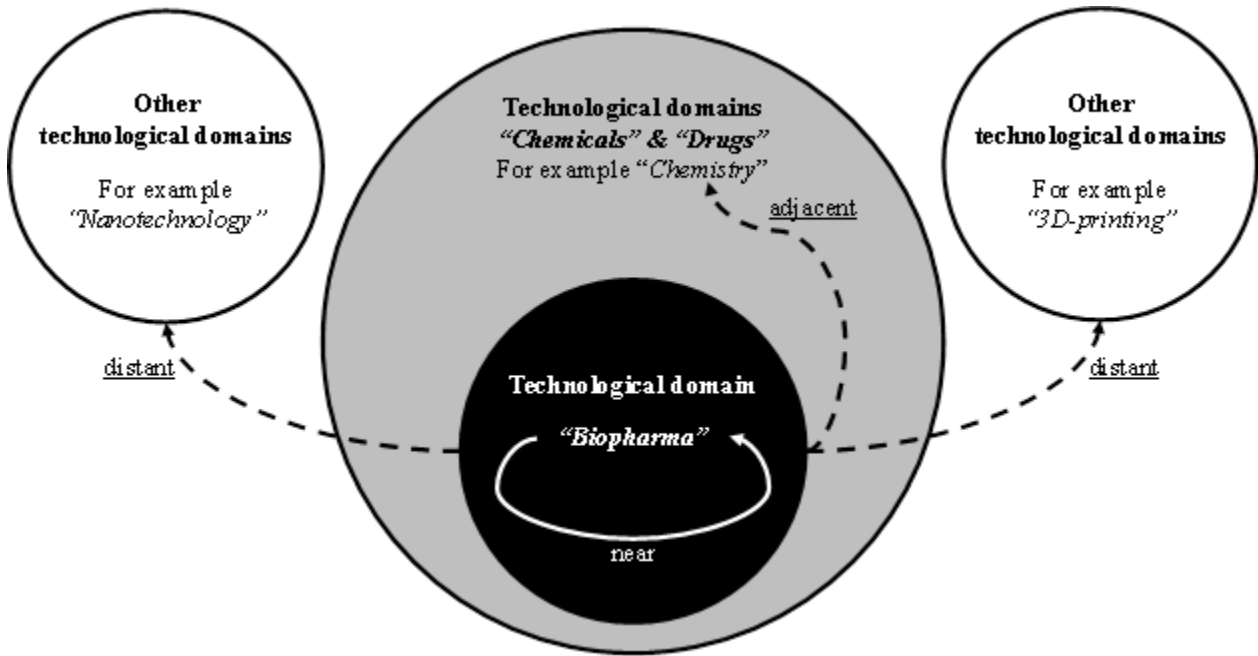 Other
technological domains
For example
“Nanotechnology”
distant
Technological domains
“Chemicals” & “Drugs”
For example “Chemistry”
adjacent
Technological domain
“Biopharma”
near
Other
technological domains
For example
“3D-printing”
distant